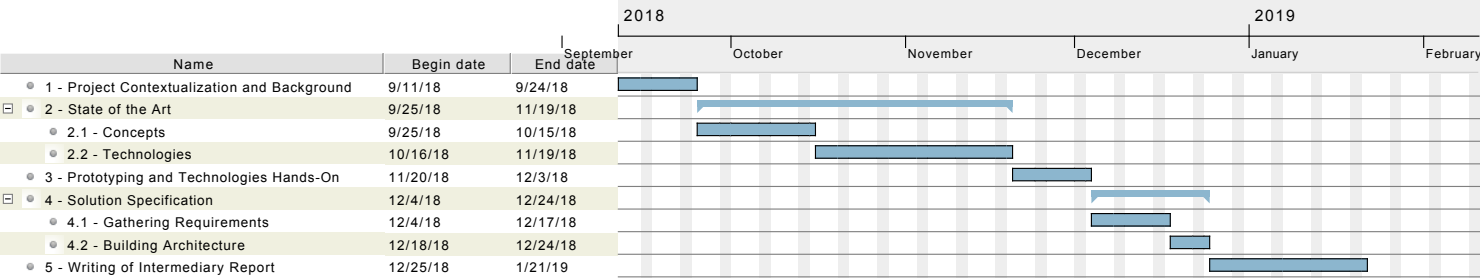 2018 2019
September October November December January February
Name Begin date End date
1 - Project Contextualization and Background 9/11/18 9/24/18
2 - State of the Art 9/25/18 11/19/18
2.1 - Concepts 9/25/18 10/15/18
2.2 - Technologies 10/16/18 11/19/18
3 - Prototyping and Technologies Hands-On 11/20/18 12/3/18
4 - Solution Specification 12/4/18 12/24/18
4.1 - Gathering Requirements 12/4/18 12/17/18
4.2 - Building Architecture 12/18/18 12/24/18
5 - Writing of Intermediary Report 12/25/18 1/21/19